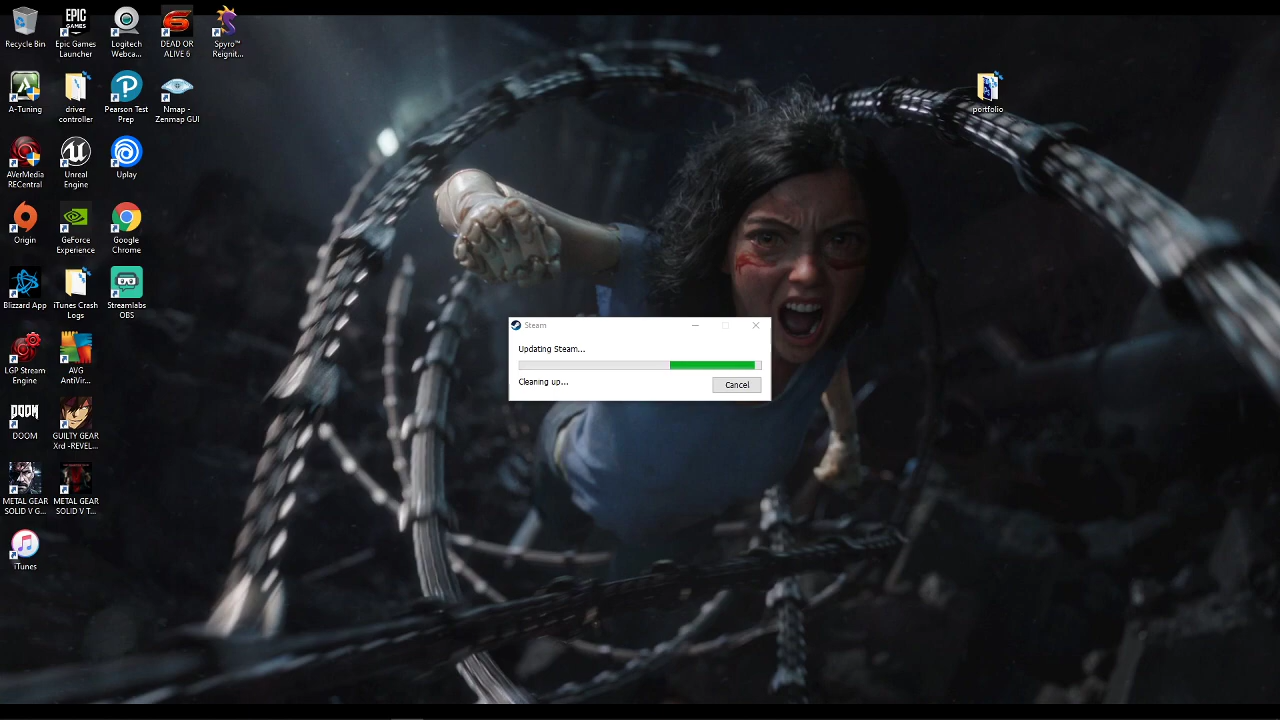 Recycle Bin
EPIC
GAMES
Epic Games
Launcher
Logitech
Webca...
DEAD OR
ALIVE 6
Spyro™
Reignit...
A-Tuning
driver
controller
Pearson Test
Prep
Nmap -
Zenmap GUI
portfolio
AVerMedia
RECentral
Unreal
Engine
Uplay
Origin
GeForce
Experience
Google
Chrome
Blizzard App
iTunes Crash
Logs
Streamlabs
OBS
Steam
Updating Steam...
Cleaning up...
Cancel
LGP Stream
Engine
AVG
AntiVir...
DOOM
DOOM
GUILTY GEAR
Xrd -REVEL...
METAL GEAR
SOLID V G...
METAL GEAR
SOLID V T...
iTunes